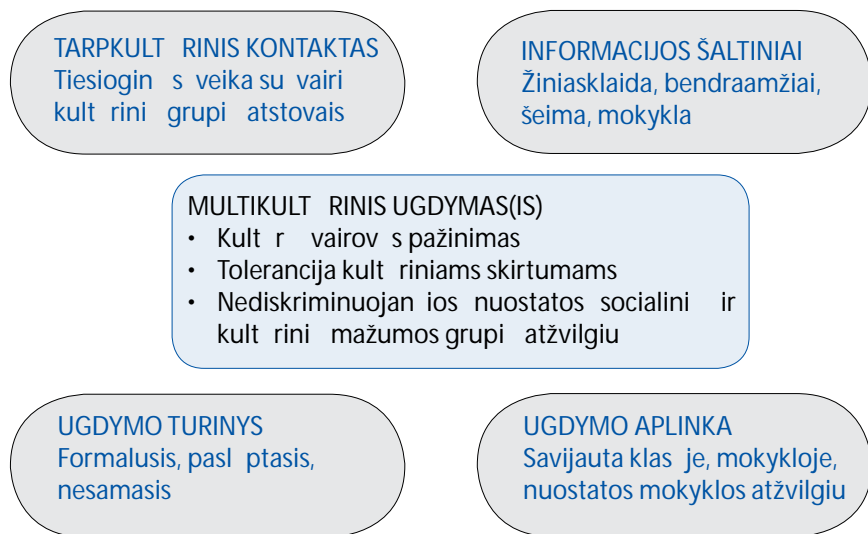 TARPKULT RINIS KONTAKTAS
Tiesiogin s veika su vairi
kult rini grupi atstovais
INFORMACIJOS ŠALTINIAI
Žiniasklaida, bendraamžiai,
šeima, mokykla
MULTIKULT RINIS UGDYMAS(IS)
• Kult r vairov s pažinimas
• Tolerancija kult riniams skirtumams
• Nediskriminuojan ios nuostatos socialini ir
kult rini mažumos grupi atžvilgiu
UGDYMO TURINYS
Formalusis, pasl ptasis,
nesamasis
UGDYMO APLINKA
Savijauta klas je, mokykloje,
nuostatos mokyklos atžvilgiu